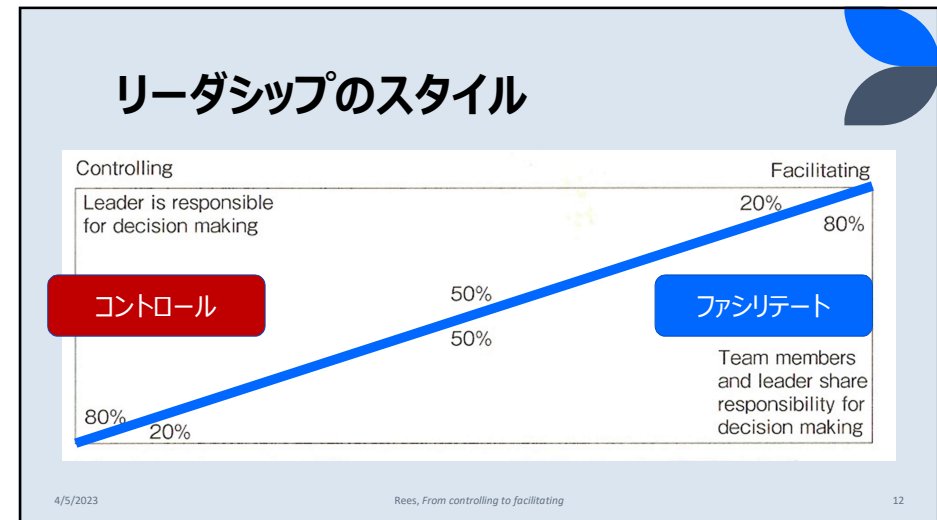 リーダシップのスタイル
Controlling
Facilitating
Leader is responsible
for decision making
20%
80%
コントロール
50%
ファシリテート
50%
Team members
and leader share
responsibility for
decision making
80%
20%
4/5/2023
Rees, From controlling to facilitating
12